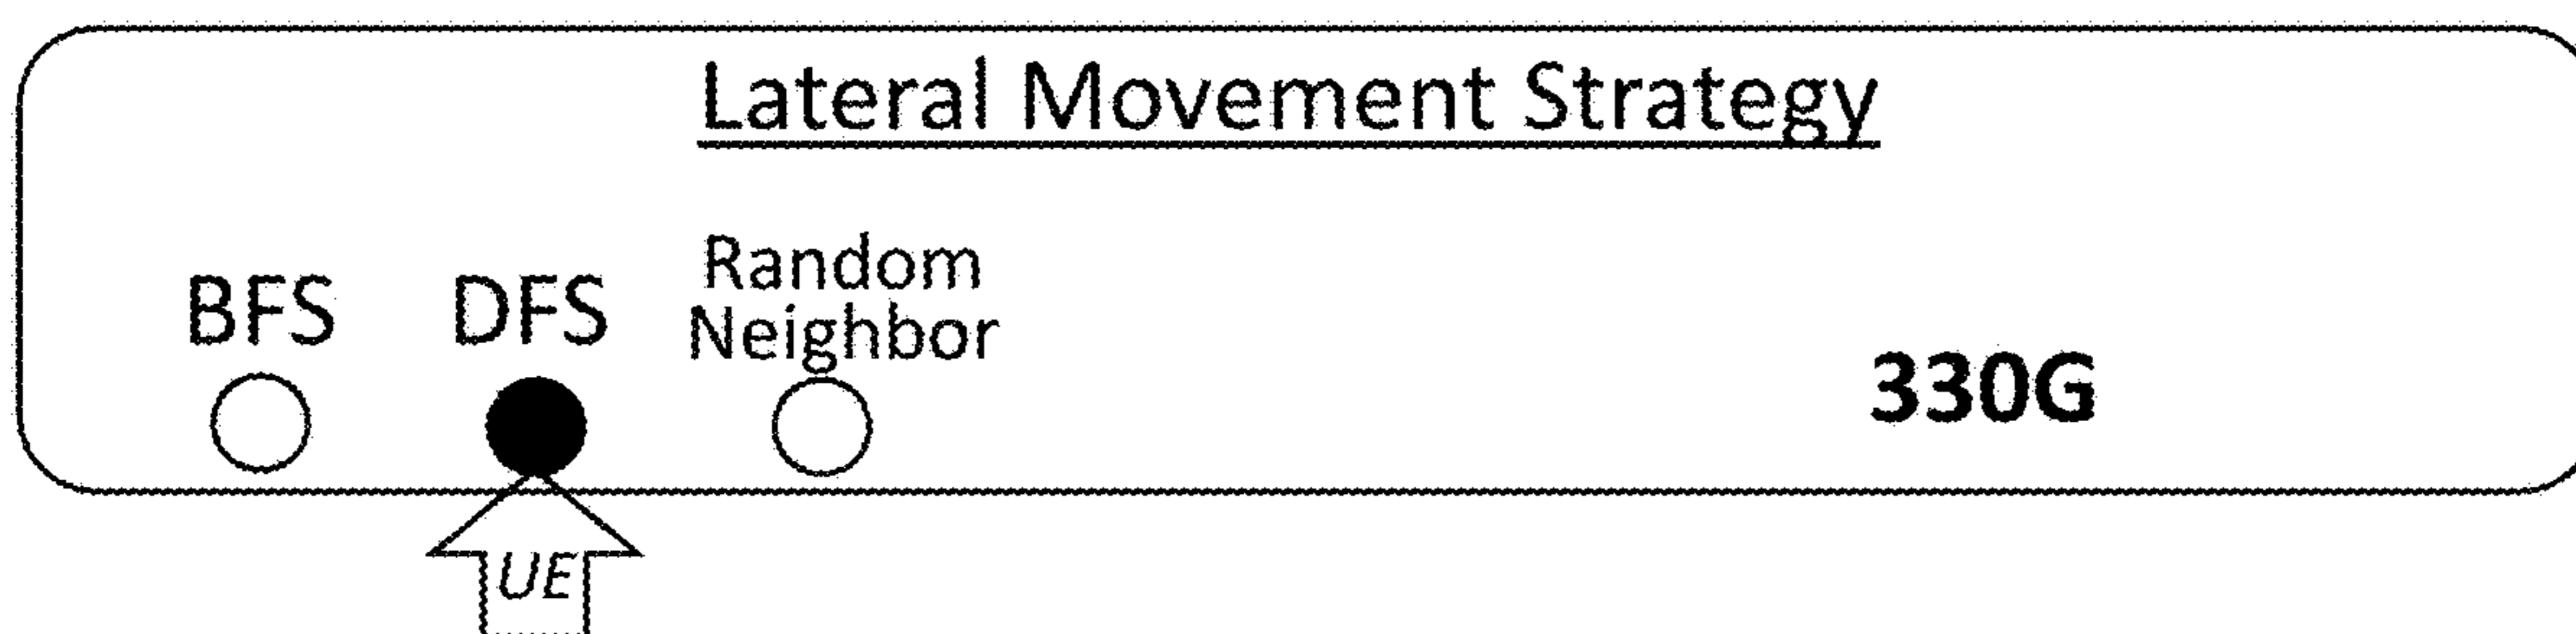 Lateral Movement Strategy
BFS
DFS
Random
Neighbor
330G
UE